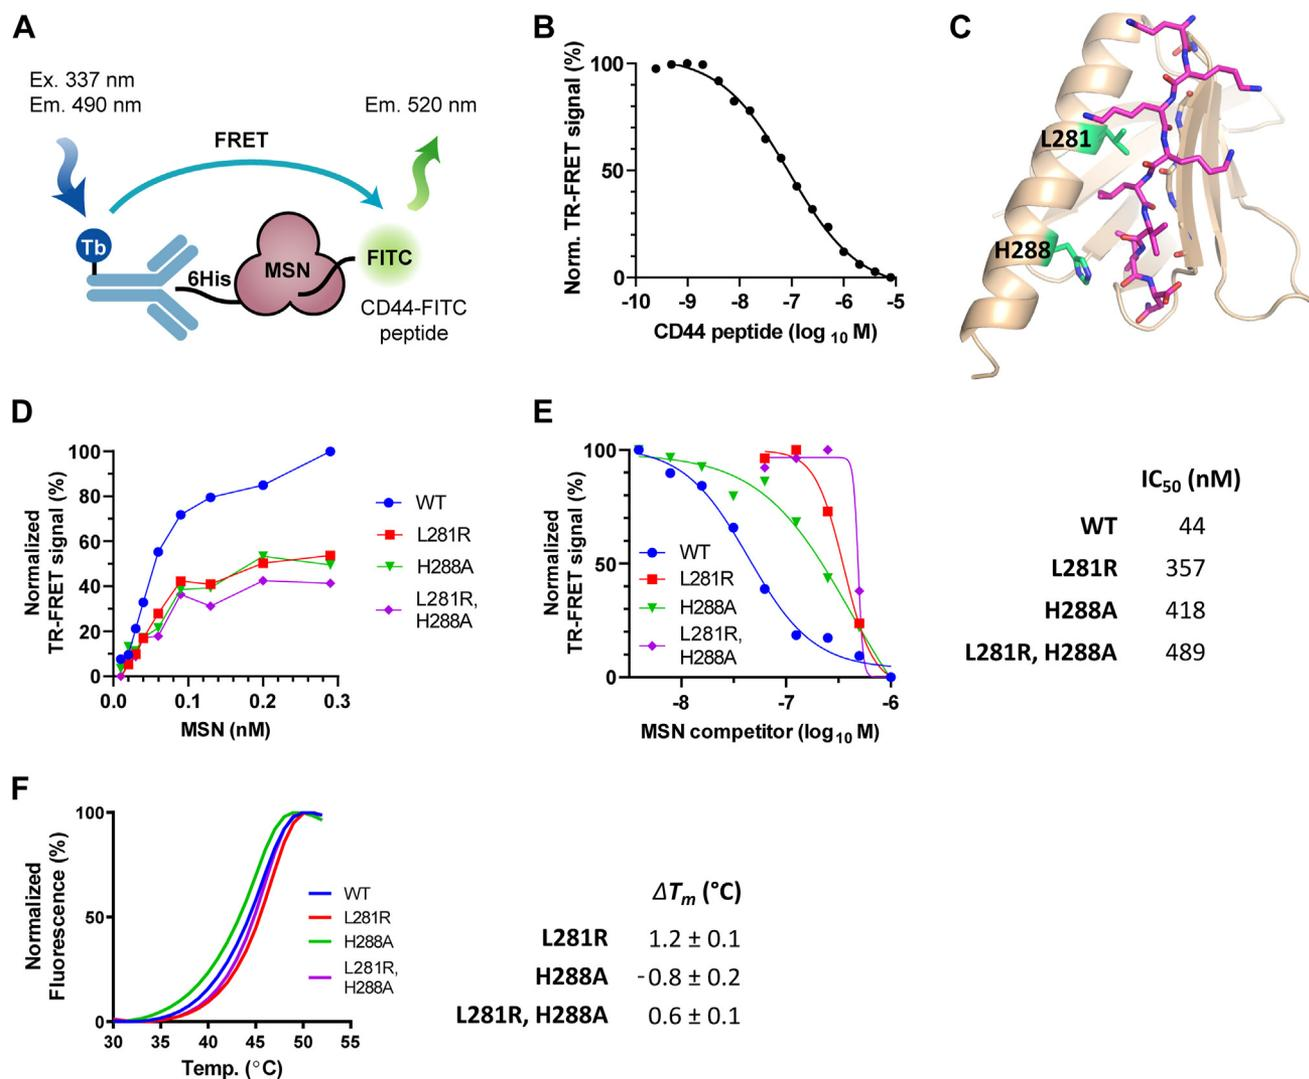 A
Ex. 337 nm
Em. 490 nm
Em. 520 nm
FRET
Tb
6His
MSN
FITC
CD44-FITC
peptide
B
Norm. TR-FRET signal (%)
100
50
0
-10 -9 -8 -7 -6 -5
CD44 peptide (log 10 M)
C
L281
H288
D
Normalized
TR-FRET signal (%)
100
80
60
40
20
0
0.0 0.1 0.2 0.3
MSN (nM)
WT
L281R
H288A
L281R,
H288A
E
Normalized
TR-FRET signal (%)
100
50
0
-8 -7 -6
MSN competitor (log10 M)
WT
L281R
H288A
L281R,
H288A
IC50 (nM)
WT 44
L281R 357
H288A 418
L281R, H288A 489
F
Normalized
Fluorescence (%)
100
50
0
30 35 40 45 50 55
Temp. (°C)
WT
L281R
H288A
L281R,
H288A
ΔTm (°C)
L281R 1.2 ± 0.1
H288A -0.8 ± 0.2
L281R, H288A 0.6 ± 0.1